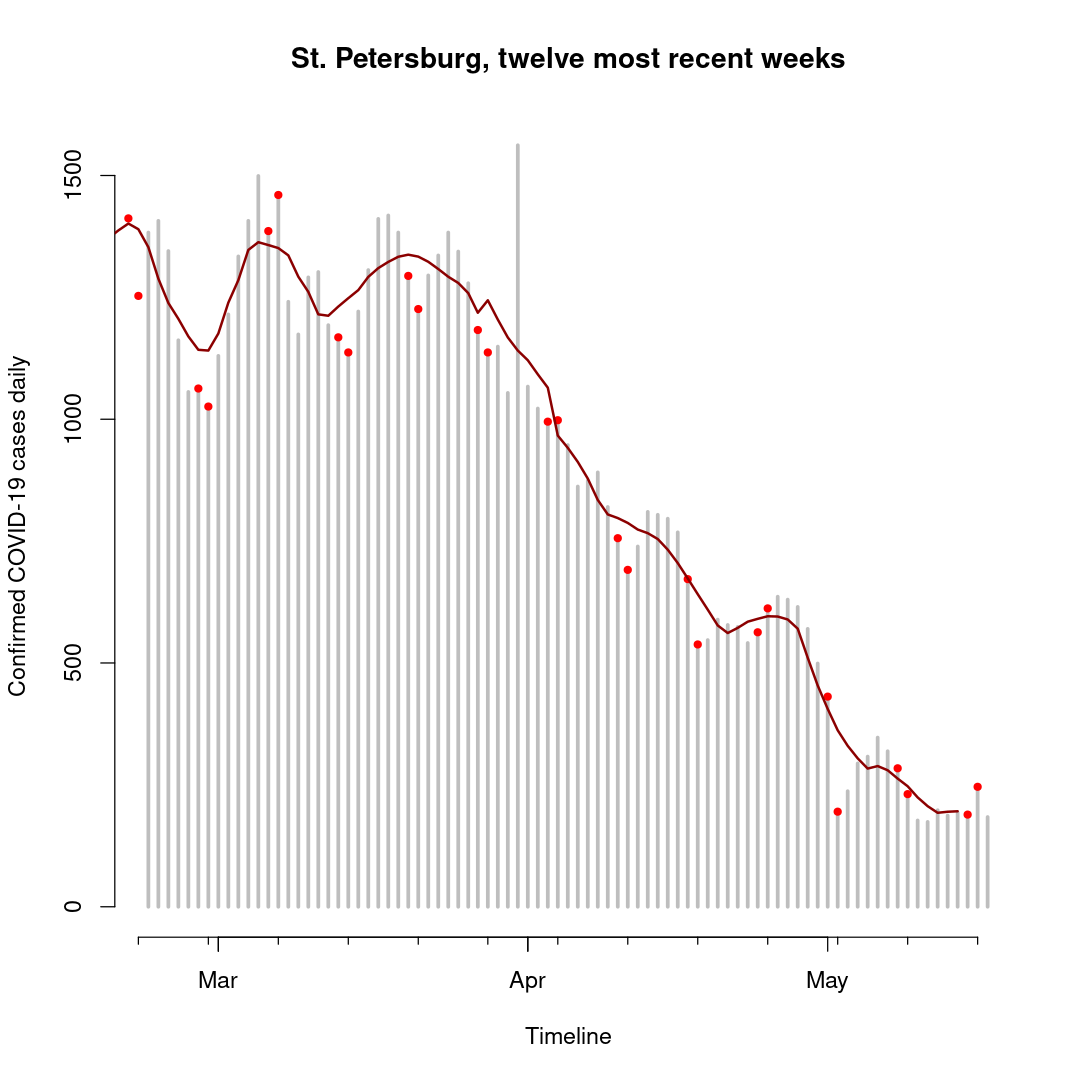 St. Petersburg, twelve most recent weeks
Confirmed COVID-19 cases daily
1500
1000
500
0
Mar
Apr
May
Timeline